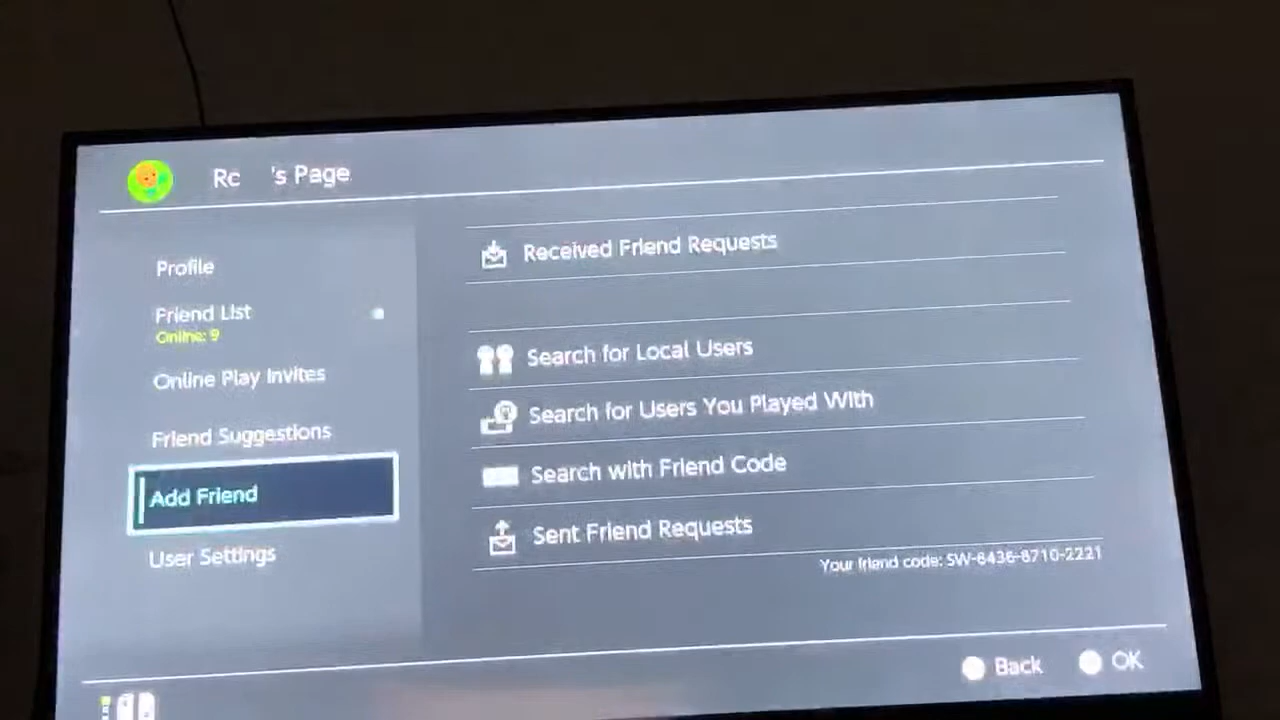 Rc 's Page
Profile
Friend List
Online: 9
Online Play Invites
Friend Suggestions
Add Friend
User Settings
Received Friend Requests
Search for Local Users
Search for Users You Played With
Search with Friend Code
Sent Friend Requests
Your friend code: SW-6436-8710-2221
Back OK